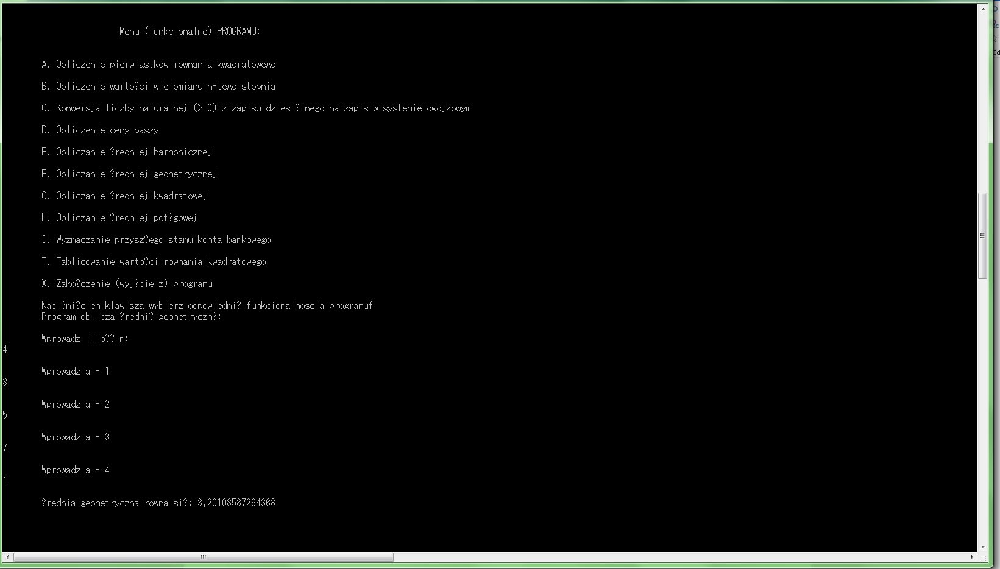 Menu (funkcjonalme) PROGRAMU:
A. Obliczenie pierwiastkow rownania kwadratowego
B. Obliczenie warto?ci wielomianu n-tego stopnia
C. Konwersja liczby naturalnej (> 0) z zapisu dziesi?tnego na zapis w systemie dwojkowym
D. Obliczenie ceny paszy
E. Obliczanie ?redniej harmonicznej
F. Obliczanie ?redniej geometrycznej
G. Obliczanie ?redniej kwadratowej
H. Obliczanie ?redniej pot?gowej
I. Wyznaczanie przysz?ego stanu konta bankowego
T. Tablicowanie warto?ci rownania kwadratowego
X. Zako?czenie (wyj?cie z) programu
Naci?ni?ciem klawisza wybierz odpowiedni? funkcjonalnoscia programuf
Program oblicza ?redni? geometryczn?:
Wprowadz illo?? n:
4
Wprowadz a - 1
3
Wprowadz a - 2
5
Wprowadz a - 3
7
Wprowadz a - 4
1
?rednia geometryczna rowna si?: 3,20108587294368
Ed